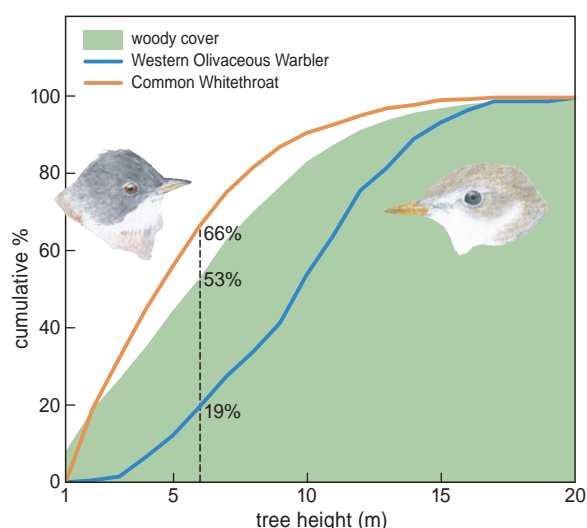 woody cover
Western Olivaceous Warbler
Common Whitethroat
100
80
60
40
20
0
cumulative %
66%
53%
19%
1
5
10
15
20
tree height (m)